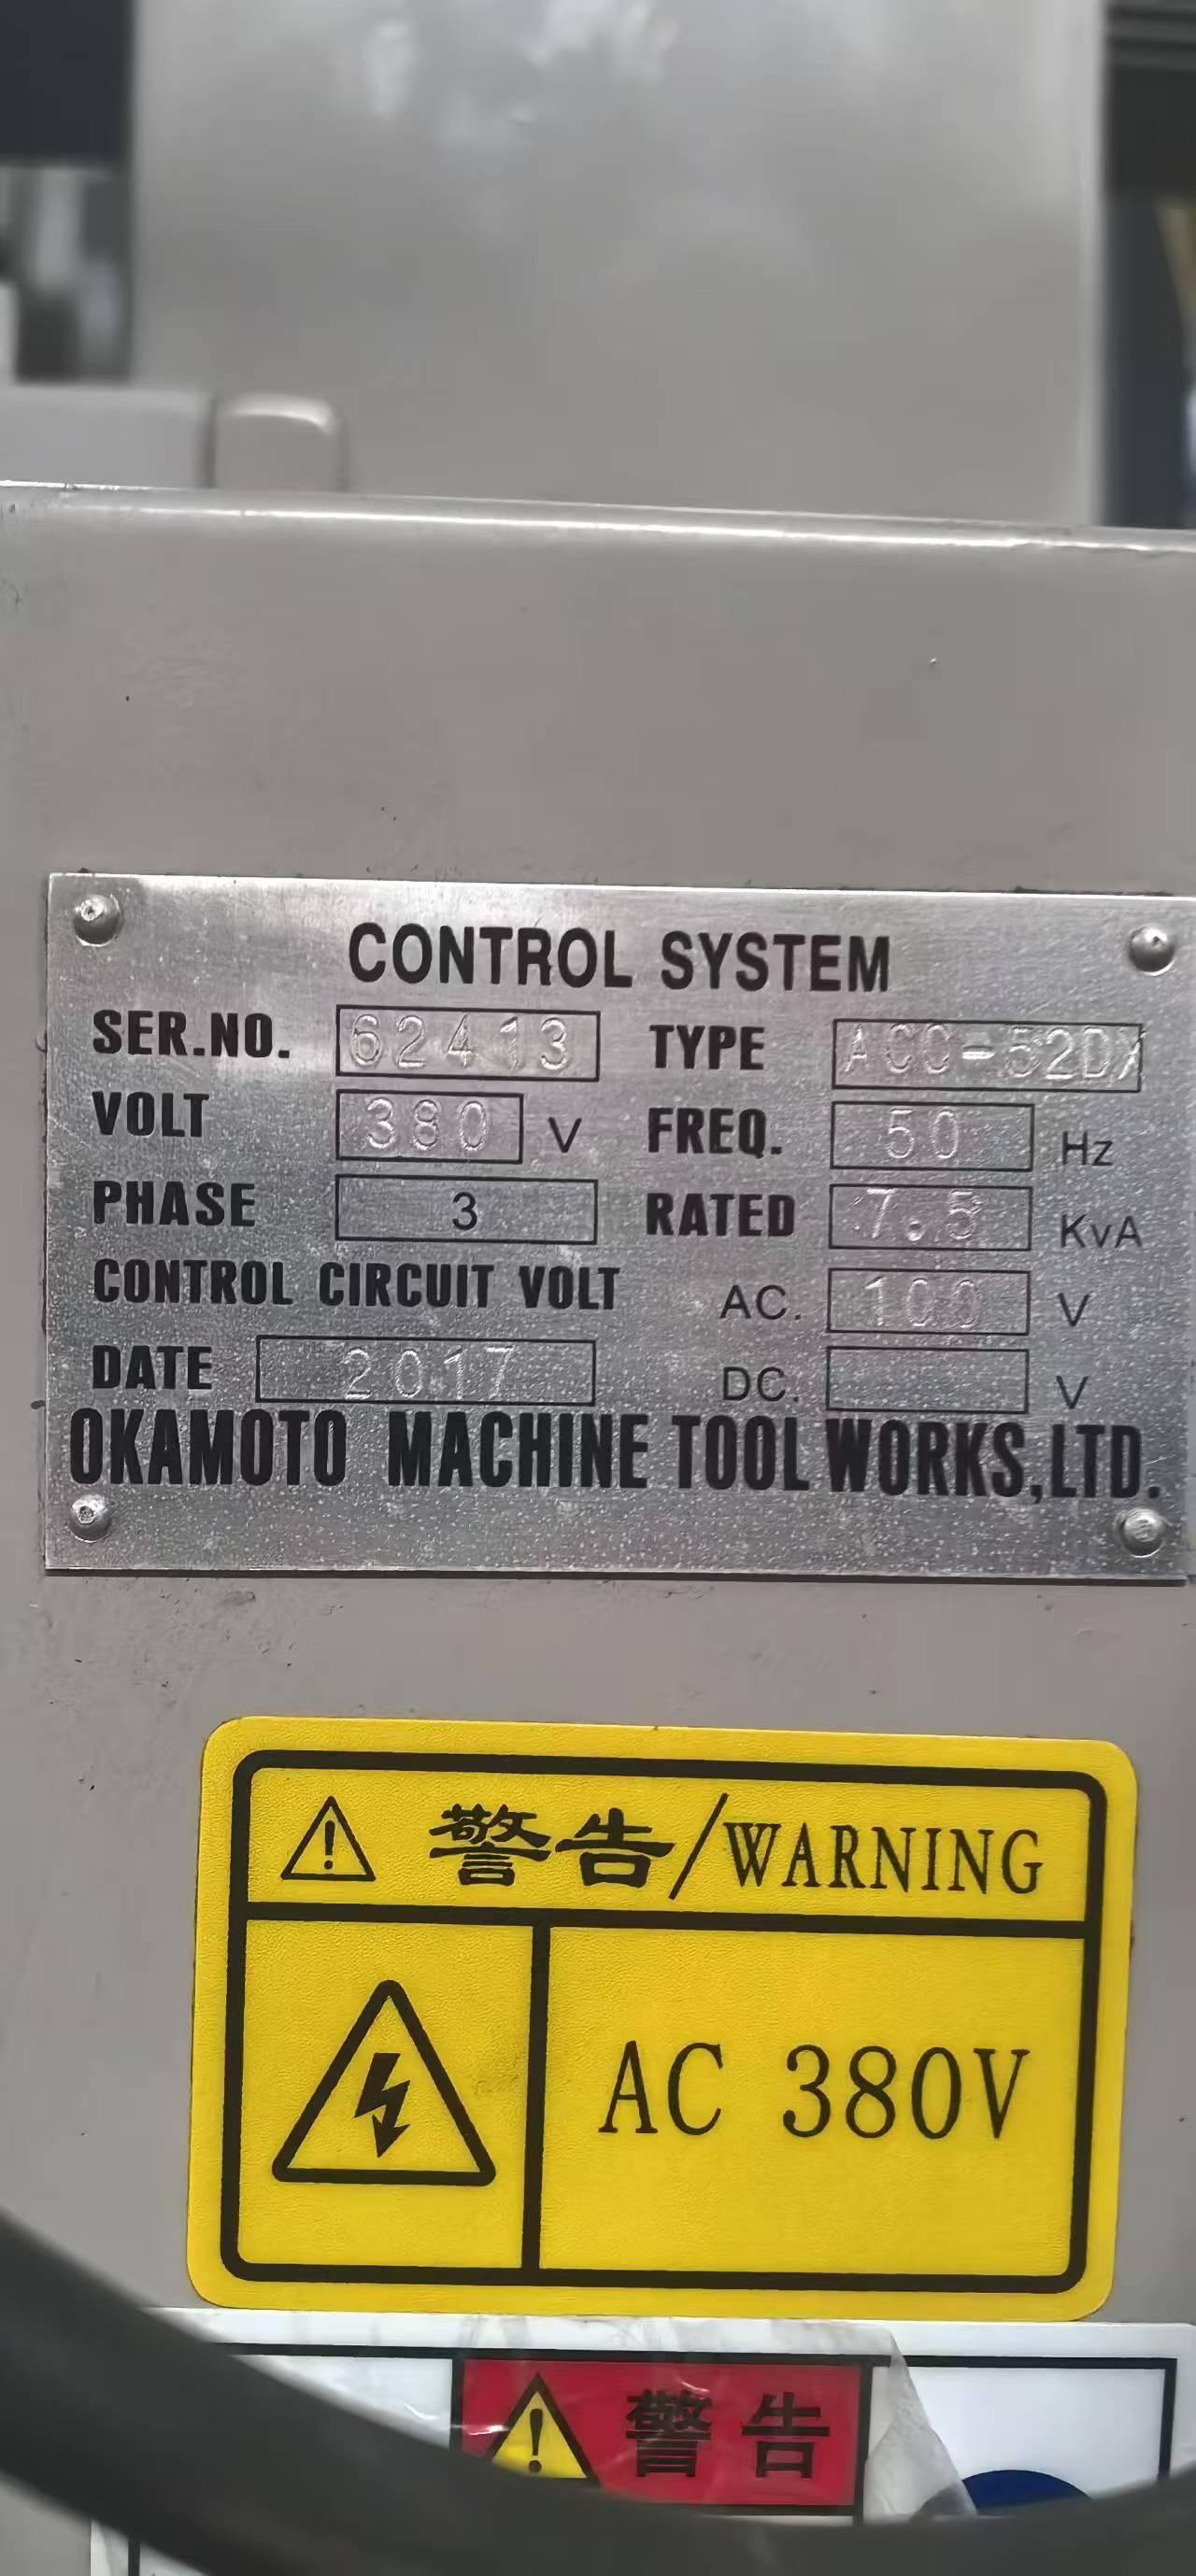 CONTROL SYSTEM
SER.NO. 62413 TYPE ACC-52DX
VOLT 380 V FREQ. 50 Hz
PHASE 3 RATED 7.5 KvA
CONTROL CIRCUIT VOLT AC. 100 V
DATE 2017 DC. V
OKAMOTO MACHINE TOOL WORKS,LTD.
警告/WARNING
AC 380V
警告